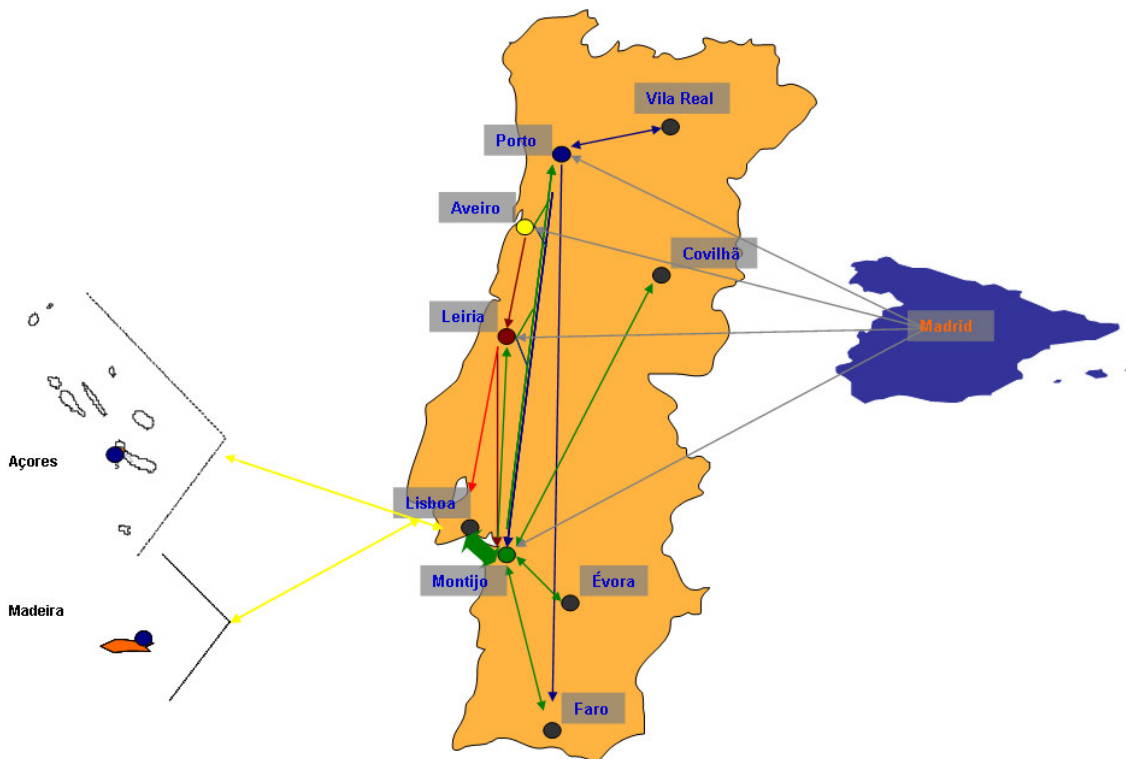 Vila Real
Porto
Aveiro
Covilhã
Leiria
Madrid
Açores
Lisboa
Montijo
Évora
Madeira
Faro